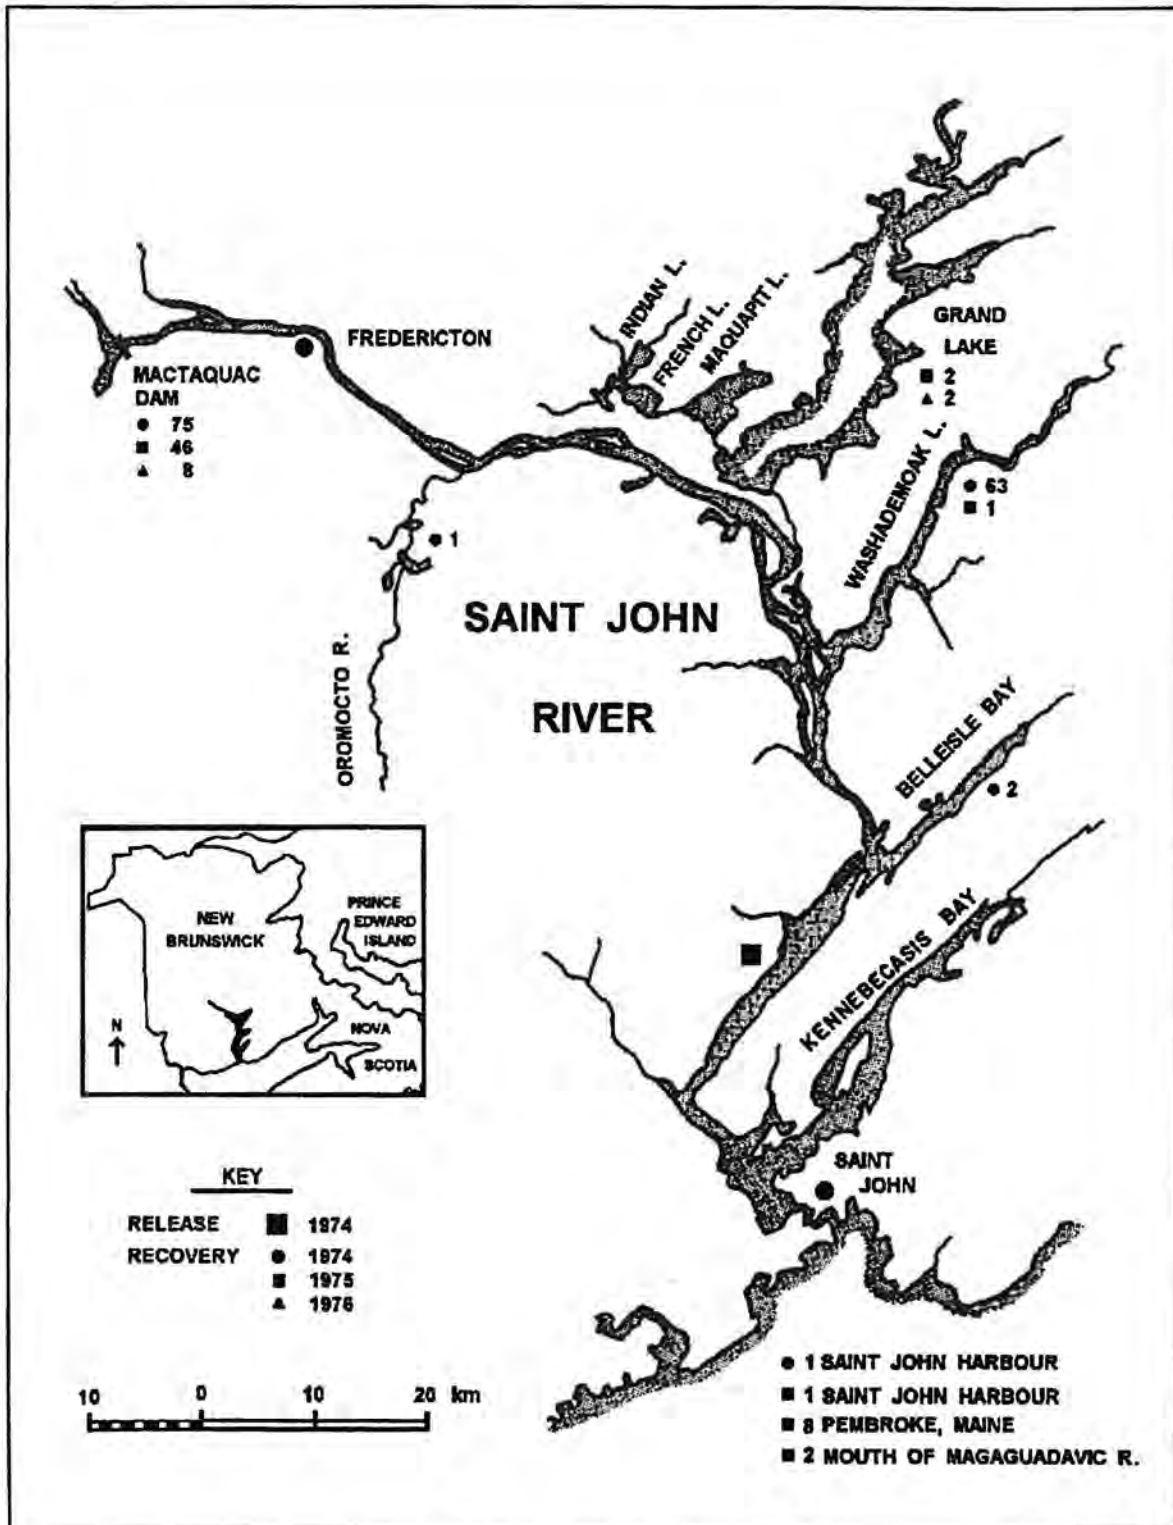 INDIAN L.
FRENCH L.
MAQUAPIT L.
GRAND
LAKE
■ 2
▲ 2
FREDERICTON
MACTAQUAC
DAM
● 75
■ 46
▲ 8
WASHADEMOAK L.
● 63
■ 1
● 1
OROMOCTO R.
SAINT JOHN
RIVER
BELLEISLE BAY
● 2
KENNEBECASIS BAY
NEW
BRUNSWICK
PRINCE
EDWARD
ISLAND
N
NOVA
SCOTIA
SAINT
JOHN
KEY
RELEASE ■ 1974
RECOVERY ● 1974
■ 1975
▲ 1976
10 0 10 20 km
● 1 SAINT JOHN HARBOUR
■ 1 SAINT JOHN HARBOUR
■ 8 PEMBROKE, MAINE
■ 2 MOUTH OF MAGAGUADAVIC R.